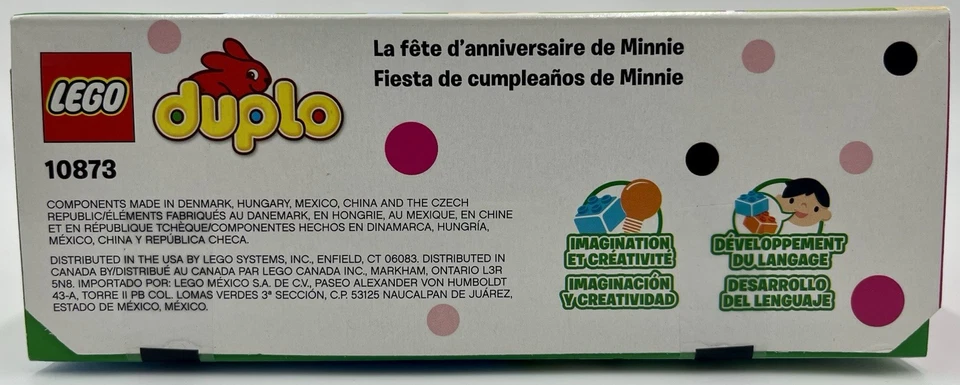 LEGO
duplo
La fête d'anniversaire de Minnie
Fiesta de cumpleaños de Minnie
10873
COMPONENTS MADE IN DENMARK, HUNGARY, MEXICO, CHINA AND THE CZECH
REPUBLIC/ÉLÉMENTS FABRIQUÉS AU DANEMARK, EN HONGRIE, AU MEXIQUE, EN CHINE
ET EN RÉPUBLIQUE TCHÈQUE/COMPONENTES HECHOS EN DINAMARCA, HUNGRÍA,
MÉXICO, CHINA Y REPÚBLICA CHECA.
DISTRIBUTED IN THE USA BY LEGO SYSTEMS, INC., ENFIELD, CT 06083. DISTRIBUTED IN
CANADA BY/DISTRIBUÉ AU CANADA PAR LEGO CANADA INC., MARKHAM, ONTARIO L3R
5N8. IMPORTADO POR: LEGO MÉXICO S.A. DE C.V., PASEO ALEXANDER VON HUMBOLDT
43-A, TORRE II PB COL. LOMAS VERDES 3ª SECCIÓN, C.P. 53125 NAUCALPAN DE JUÁREZ,
ESTADO DE MÉXICO, MÉXICO.
IMAGINATION
ET CRÉATIVITÉ
IMAGINACIÓN
Y CREATIVIDAD
DÉVELOPPEMENT
DU LANGAGE
DESARROLLO
DEL LENGUAJE